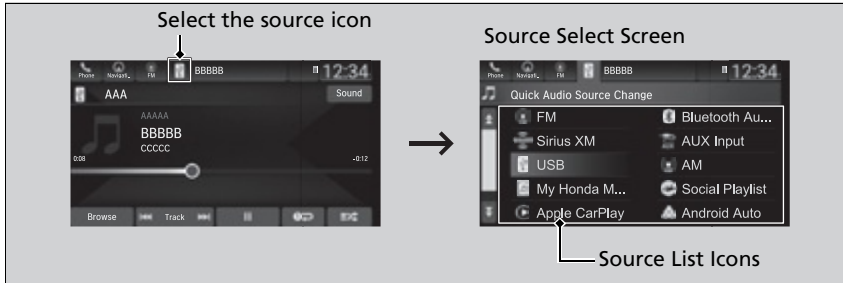 Select the source icon
Phone Navigati.. FM BBBBB 12:34
AAA Sound
AAAAA
BBBBB
CCCCC
0:08 -0:12
Browse Track
Source Select Screen
Phone Navigati.. FM BBBBB 12:34
Quick Audio Source Change
FM Bluetooth Au...
Sirius XM AUX Input
USB AM
My Honda M... Social Playlist
Apple CarPlay Android Auto
Source List Icons